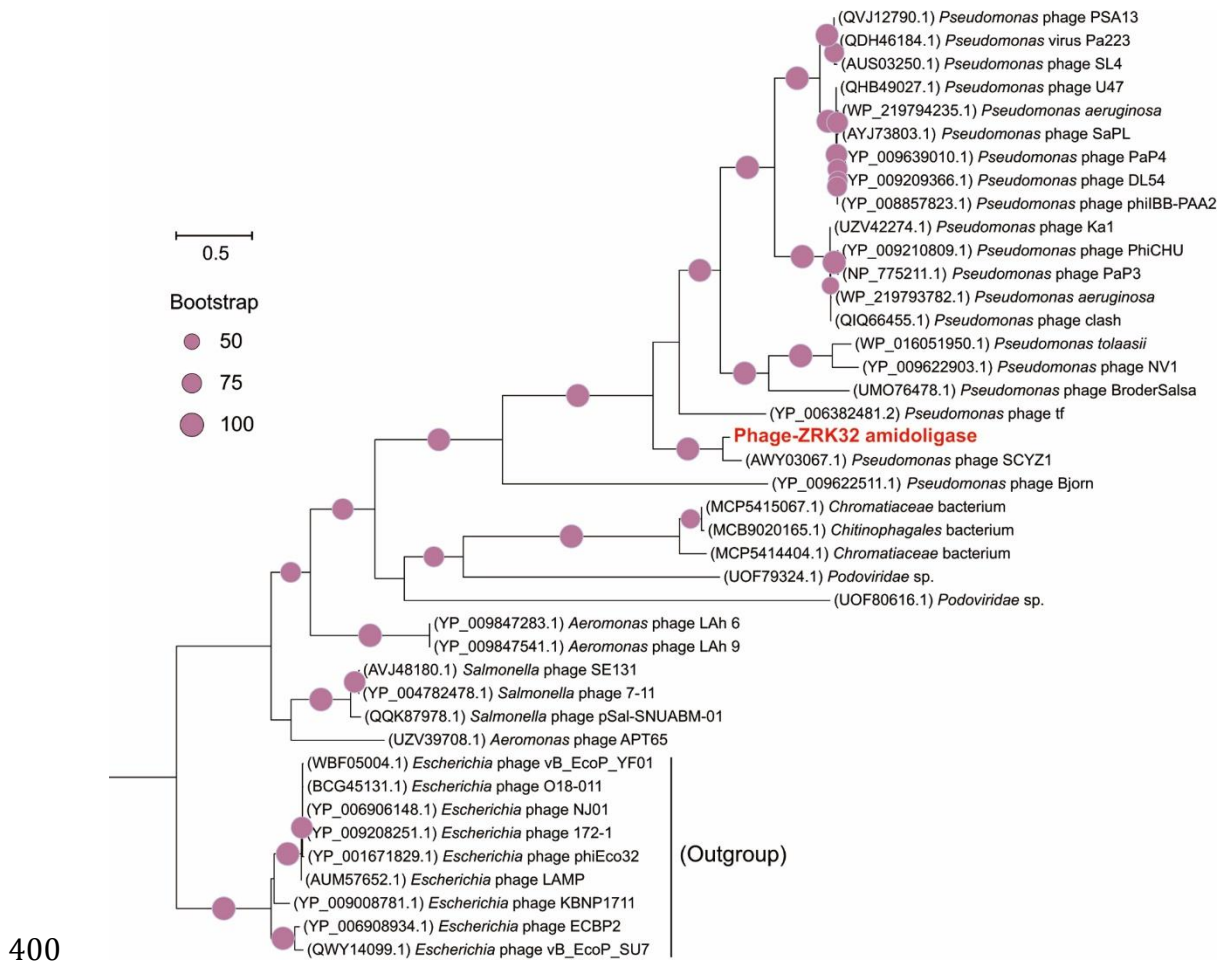 (QVJ12790.1) Pseudomonas phage PSA13
(QDH46184.1) Pseudomonas virus Pa223
(AUS03250.1) Pseudomonas phage SL4
(QHB49027.1) Pseudomonas phage U47
(WP_219794235.1) Pseudomonas aeruginosa
(AYJ73803.1) Pseudomonas phage SaPL
(YP_009639010.1) Pseudomonas phage PaP4
(YP_009209366.1) Pseudomonas phage DL54
(YP_008857823.1) Pseudomonas phage philBB-PAA2
(UZV42274.1) Pseudomonas phage Ka1
(YP_009210809.1) Pseudomonas phage PhiCHU
(NP_775211.1) Pseudomonas phage PaP3
(WP_219793782.1) Pseudomonas aeruginosa
(QIQ66455.1) Pseudomonas phage clash
(WP_016051950.1) Pseudomonas tolaasii
(YP_009622903.1) Pseudomonas phage NV1
(UMO76478.1) Pseudomonas phage BroderSalsa
(YP_006382481.2) Pseudomonas phage tf
Phage-ZRK32 amidoligase
(AWY03067.1) Pseudomonas phage SCYZ1
(YP_009622511.1) Pseudomonas phage Bjorn
(MCP5415067.1) Chromatiaceae bacterium
(MCB9020165.1) Chitinophagales bacterium
(MCP5414404.1) Chromatiaceae bacterium
(UOF79324.1) Podoviridae sp.
(UOF80616.1) Podoviridae sp.
(YP_009847283.1) Aeromonas phage LAh 6
(YP_009847541.1) Aeromonas phage LAh 9
(AVJ48180.1) Salmonella phage SE131
(YP_004782478.1) Salmonella phage 7-11
(QQK87978.1) Salmonella phage pSal-SNUABM-01
(UZV39708.1) Aeromonas phage APT65
(WBF05004.1) Escherichia phage vB_EcoP_YF01
(BCG45131.1) Escherichia phage O18-011
(YP_006906148.1) Escherichia phage NJ01
(YP_009208251.1) Escherichia phage 172-1
(YP_001671829.1) Escherichia phage phiEco32
(AUM57652.1) Escherichia phage LAMP
(YP_009008781.1) Escherichia phage KBNP1711
(YP_006908934.1) Escherichia phage ECBP2
(QWY14099.1) Escherichia phage vB_EcoP_SU7
(Outgroup)
0.5
Bootstrap
50
75
100
400